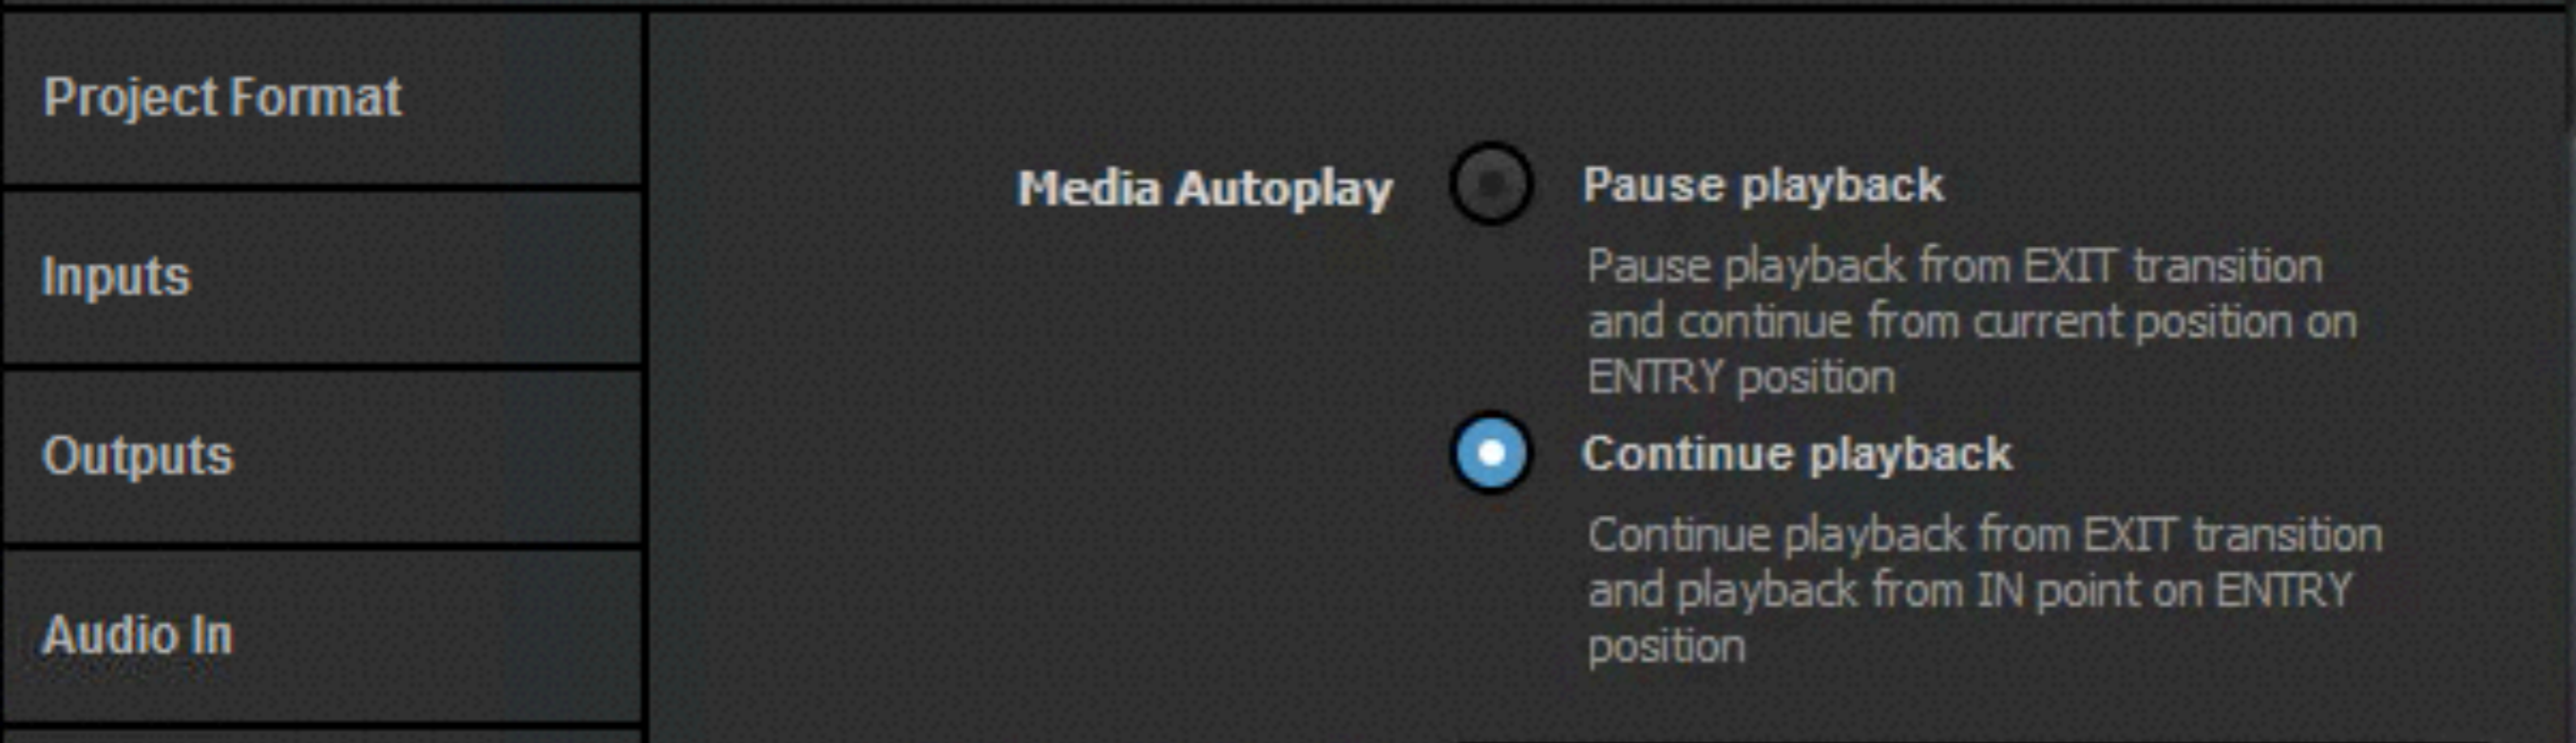 Project Format
Inputs
Outputs
Audio In
Media Autoplay
Pause playback
Pause playback from EXIT transition
and continue from current position on
ENTRY position
Continue playback
Continue playback from EXIT transition
and playback from IN point on ENTRY
position